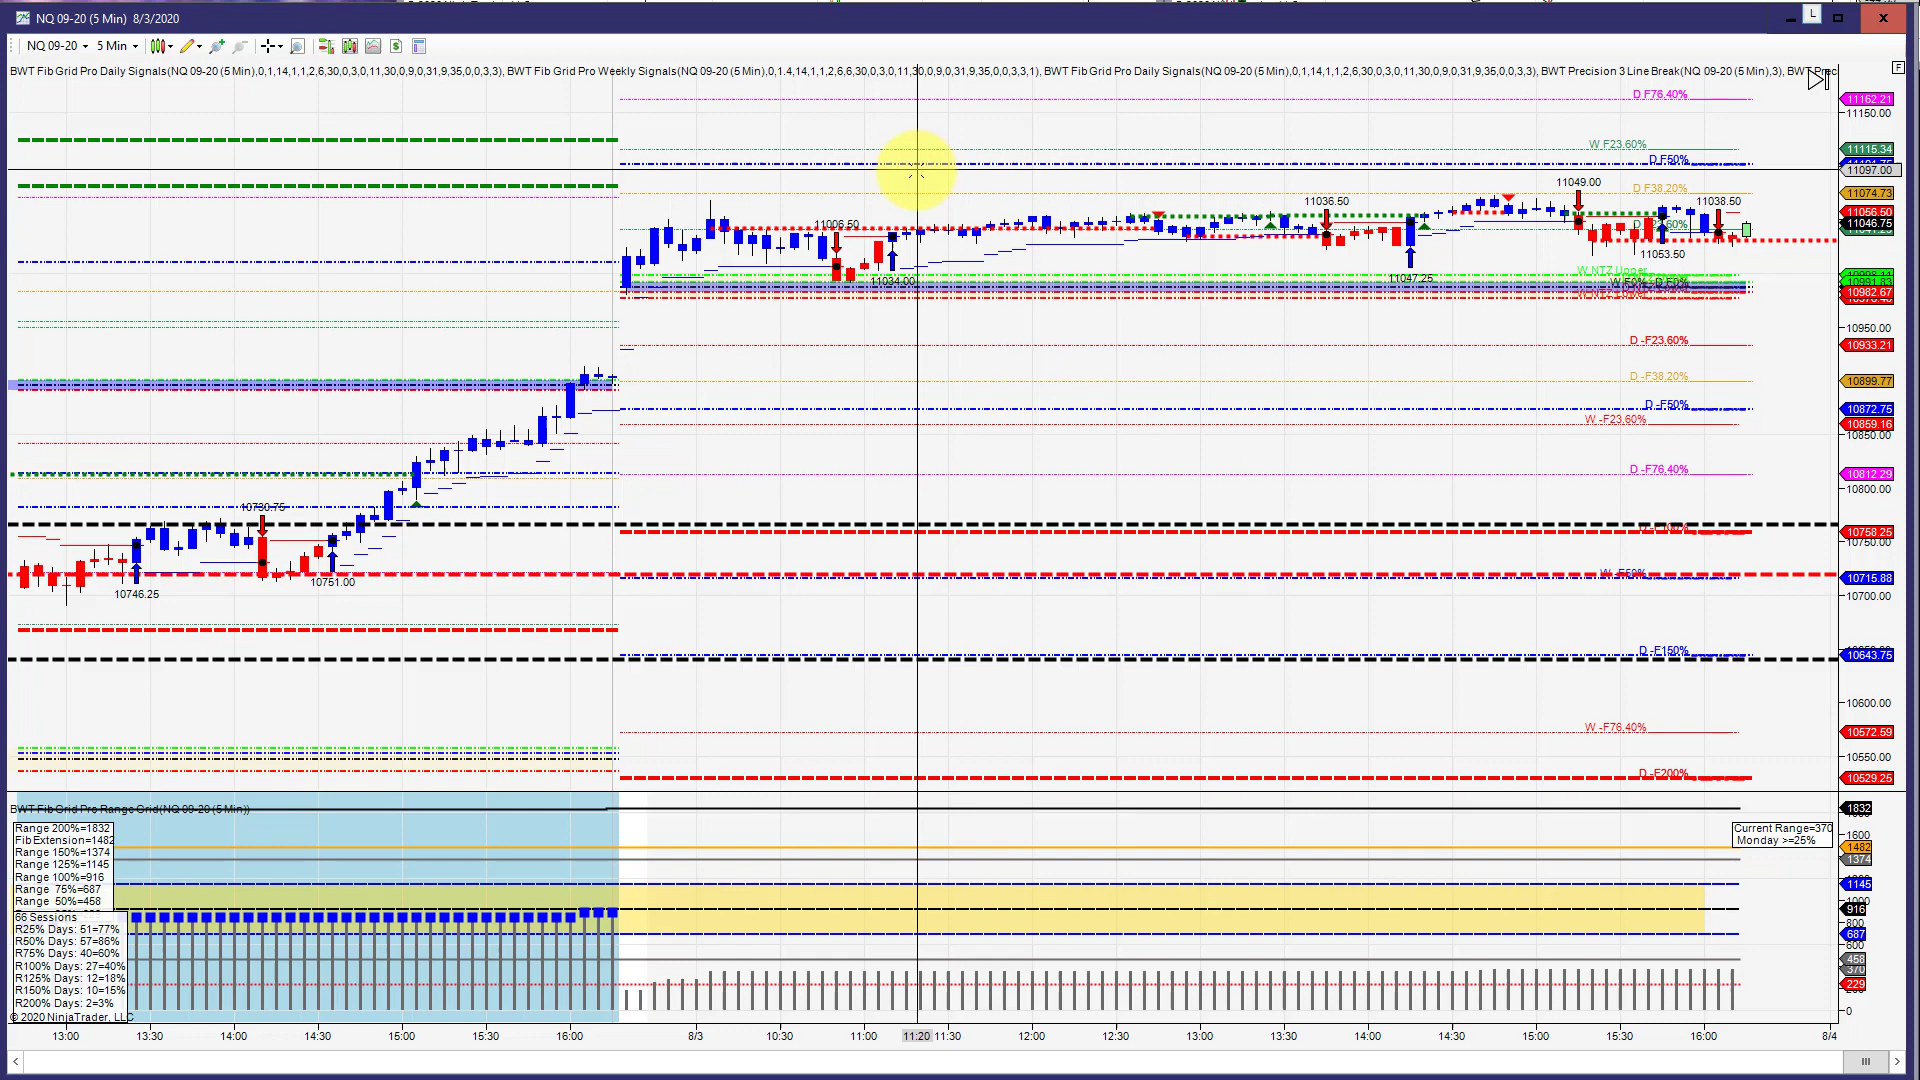 NQ 09-20 (5 Min)  8/3/2020
L
NQ 09-20 5 Min
BWT Fib Grid Pro Daily Signals(NQ 09-20 (5 Min),0,1,14,1,1,2,6,30,0,3,0,11,30,0,9,0,31,9,35,0,0,3,3), BWT Fib Grid Pro Weekly Signals(NQ 09-20 (5 Min),0,1.4,14,1,1,2,6,6,30,0,3,0,11,30,0,9,0,31,9,35,0,0,3,3,1), BWT Fib Grid Pro Daily Signals(NQ 09-20 (5 Min),0,1,14,1,1,2,6,30,0,3,0,11,30,0,9,0,31,9,35,0,0,3,3), BWT Precision 3 Line Break(NQ 09-20 (5 Min),3), BWT Prec
F
D F76.40% 11162.21
11150.00
W F23.60% 11115.34
D F50%
11097.00
D F38.20% 11074.73
11049.00
11036.50
11038.50
11056.50
11006.50
11046.75
11053.50
11034.00
11047.25
W NTZ Upper
W NTZ Lower
10982.67
10950.00
D -F23.60% 10933.21
D -F38.20% 10899.77
D -F50% 10872.75
W -F23.60% 10859.16
10850.00
D -F76.40% 10812.29
10800.00
10730.75
10758.25
10750.00
10746.25
10751.00
W -F50% 10715.88
10700.00
D -F150% 10643.75
10600.00
W -F76.40% 10572.59
10550.00
D -F200% 10529.25
BWT Fib Grid Pro Range Grid(NQ 09-20 (5 Min))
1832
Range 200%=1832
Fib Extension=1482
Range 150%=1374
Range 125%=1145
Range 100%=916
Range  75%=687
Range  50%=458
Current Range=370
Monday >=25%
1600
1482
1374
1145
916
800
687
600
458
370
229
0
66 Sessions
R25% Days: 51=77%
R50% Days: 57=86%
R75% Days: 40=60%
R100% Days: 27=40%
R125% Days: 12=18%
R150% Days: 10=15%
R200% Days: 2=3%
© 2020 NinjaTrader, LLC
13:00 13:30 14:00 14:30 15:00 15:30 16:00 8/3 10:30 11:00 11:20 11:30 12:00 12:30 13:00 13:30 14:00 14:30 15:00 15:30 16:00 8/4